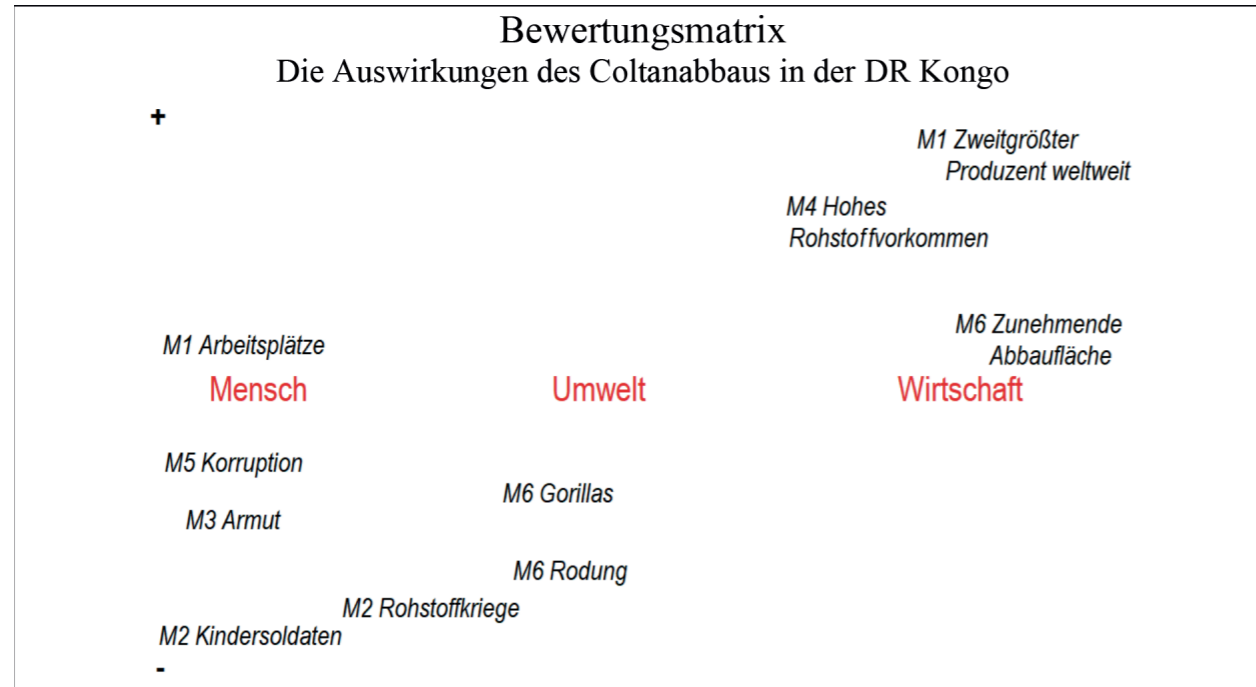 Bewertungsmatrix
Die Auswirkungen des Coltanabbaus in der DR Kongo
+
M1 Zweitgrößter
Produzent weltweit
M4 Hohes
Rohstoffvorkommen
M6 Zunehmende
Abbaufläche
M1 Arbeitsplätze
Mensch
Umwelt
Wirtschaft
M5 Korruption
M6 Gorillas
M3 Armut
M6 Rodung
M2 Rohstoffkriege
M2 Kindersoldaten
-